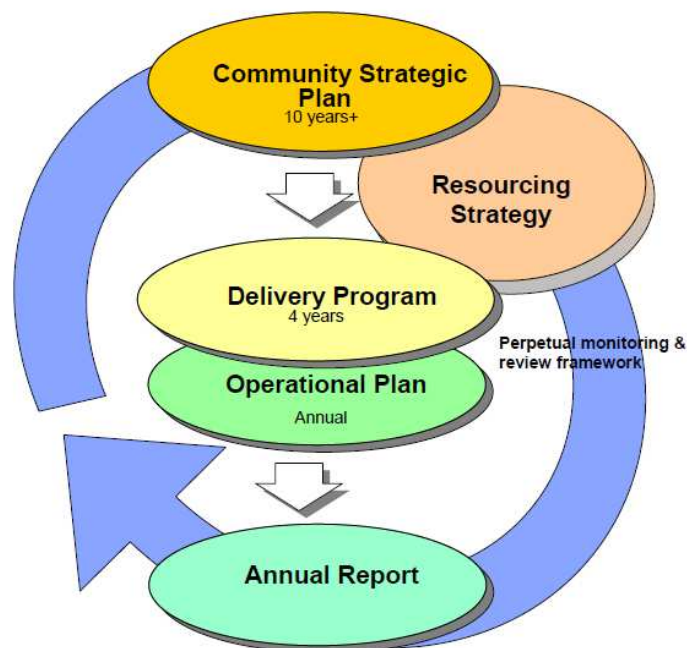 Community Strategic
Plan
10 years+
Resourcing
Strategy
Delivery Program
4 years
Perpetual monitoring &
review framework
Operational Plan
Annual
Annual Report